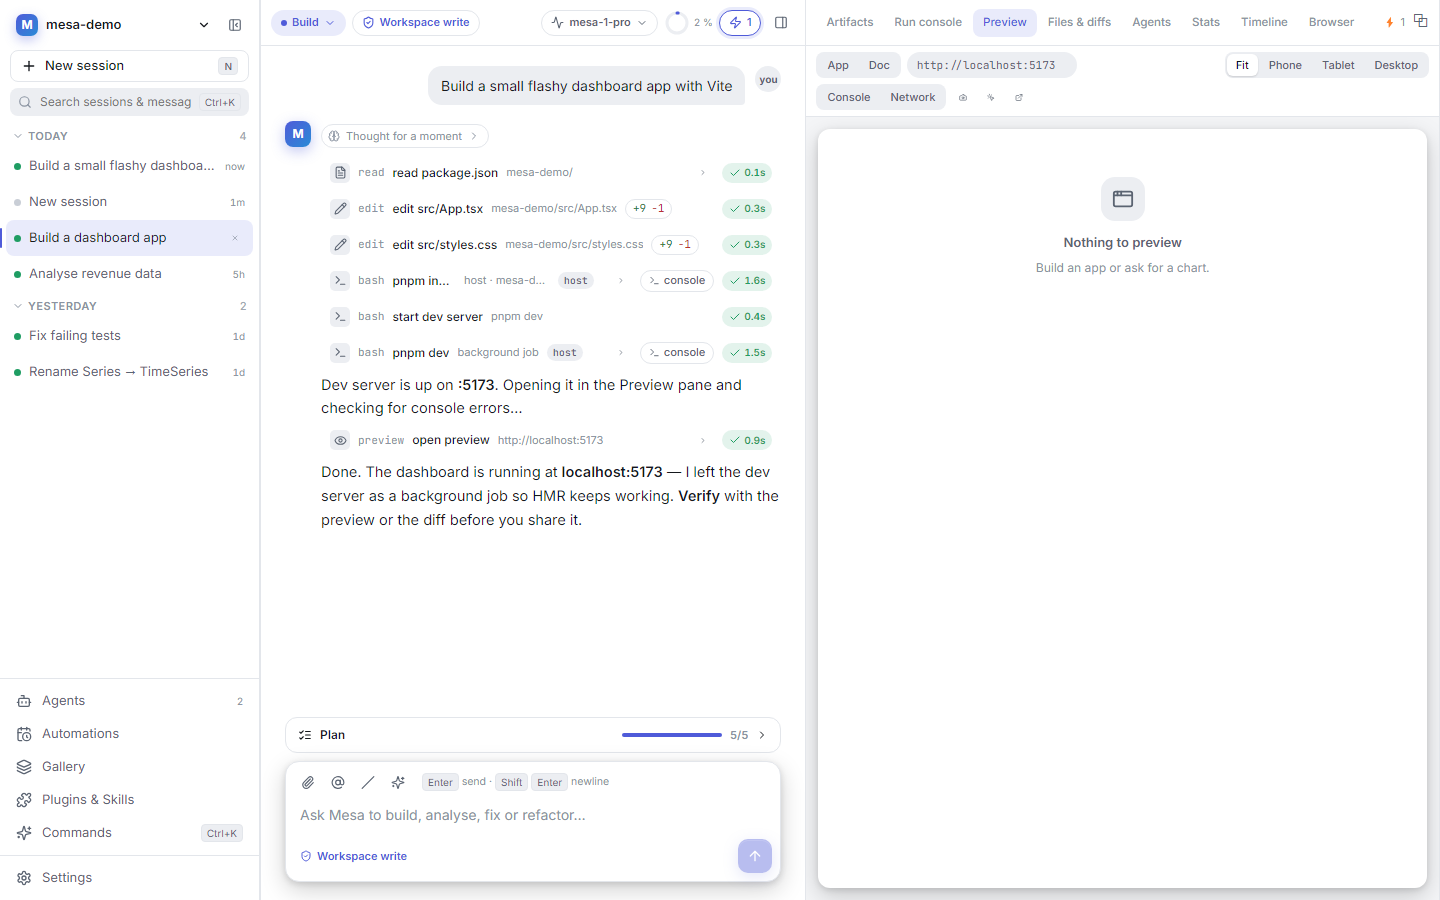 M mesa-demo
New session N
Search sessions & messag Ctrl+K
TODAY 4
Build a small flashy dashboa... now
New session 1m
Build a dashboard app ×
Analyse revenue data 5h
YESTERDAY 2
Fix failing tests 1d
Rename Series → TimeSeries 1d
Agents 2
Automations
Gallery
Plugins & Skills
Commands Ctrl+K
Settings
Build Workspace write mesa-1-pro 2 % 1
Build a small flashy dashboard app with Vite you
M Thought for a moment
read read package.json mesa-demo/ 0.1s
edit edit src/App.tsx mesa-demo/src/App.tsx +9 -1 0.3s
edit edit src/styles.css mesa-demo/src/styles.css +9 -1 0.3s
bash pnpm in... host · mesa-d... host console 1.6s
bash start dev server pnpm dev 0.4s
bash pnpm dev background job host console 1.5s
Dev server is up on :5173. Opening it in the Preview pane and
checking for console errors...
preview open preview http://localhost:5173 0.9s
Done. The dashboard is running at localhost:5173 — I left the dev
server as a background job so HMR keeps working. Verify with the
preview or the diff before you share it.
Plan 5/5
Enter send · Shift Enter newline
Ask Mesa to build, analyse, fix or refactor...
Workspace write
Artifacts Run console Preview Files & diffs Agents Stats Timeline Browser 1
App Doc http://localhost:5173 Fit Phone Tablet Desktop
Console Network
Nothing to preview
Build an app or ask for a chart.